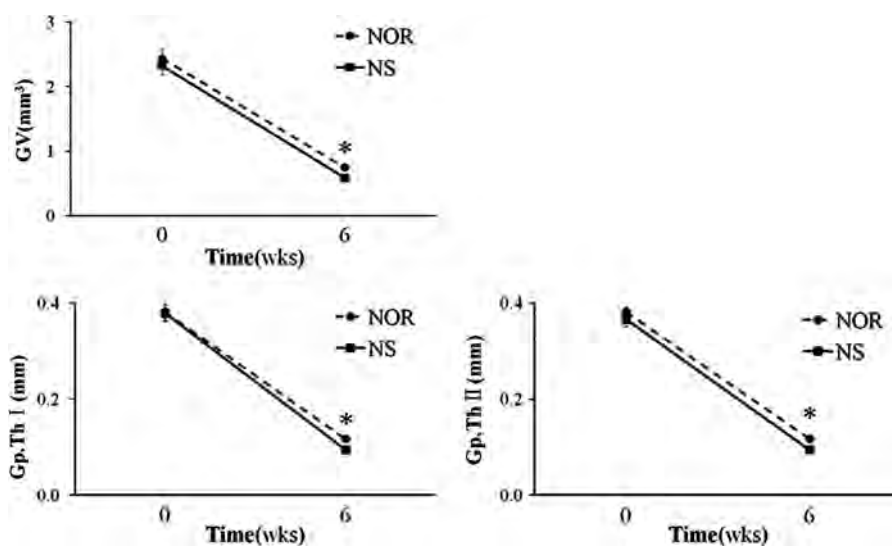 3
2
1
0
GV(mm³)
NOR
NS
*
0
6
Time(wks)
0.4
0.2
0.0
Gp.Th Ⅰ (mm)
NOR
NS
*
0
6
Time(wks)
0.4
0.2
0.0
Gp.Th Ⅱ (mm)
NOR
NS
*
0
6
Time(wks)